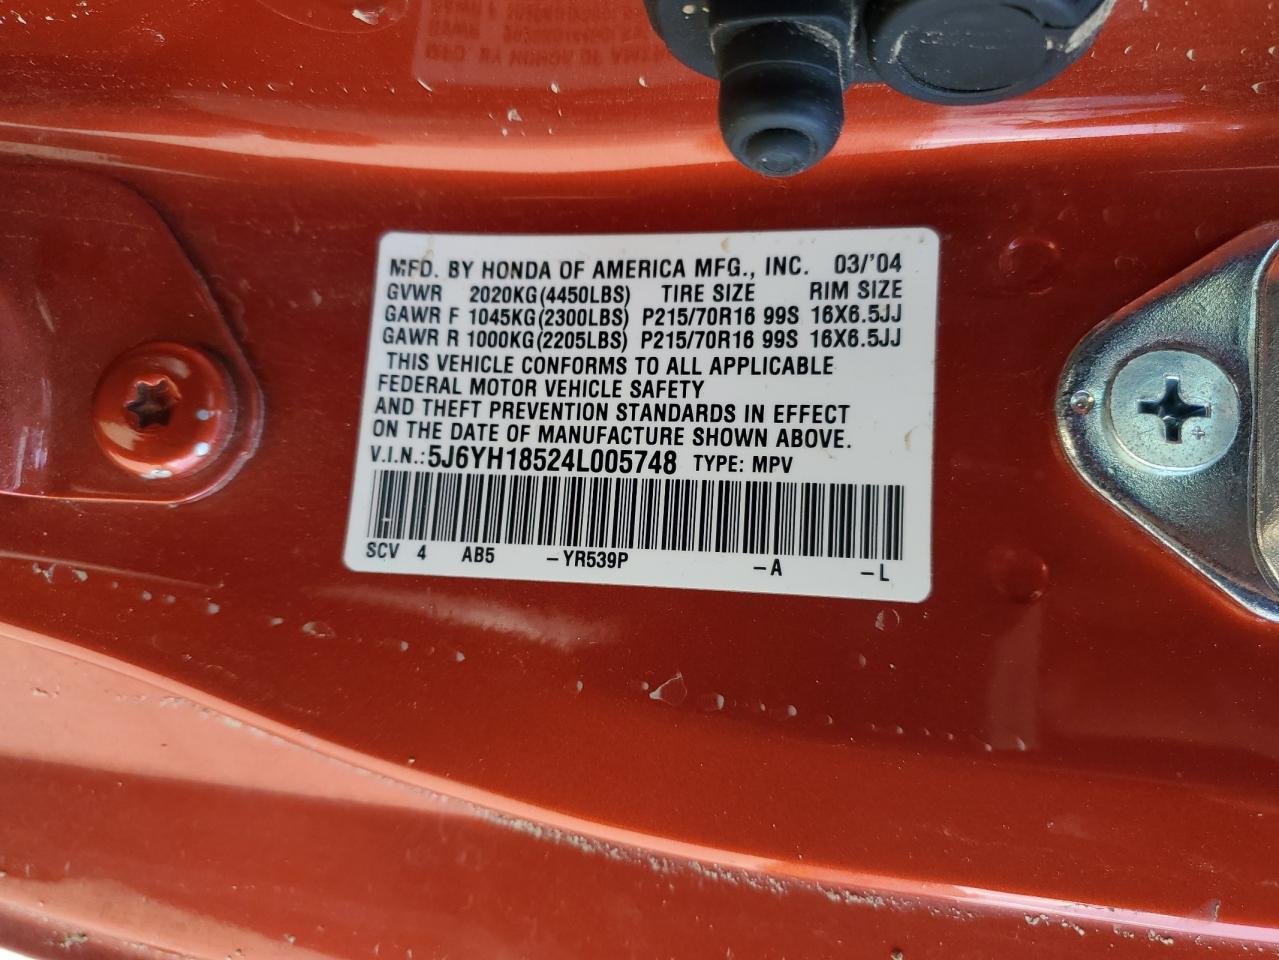 MFD. BY HONDA OF AMERICA MFG., INC. 03/'04
GVWR 2020KG(4450LBS) TIRE SIZE RIM SIZE
GAWR F 1045KG(2300LBS) P215/70R16 99S 16X6.5JJ
GAWR R 1000KG(2205LBS) P215/70R16 99S 16X6.5JJ
THIS VEHICLE CONFORMS TO ALL APPLICABLE
FEDERAL MOTOR VEHICLE SAFETY
AND THEFT PREVENTION STANDARDS IN EFFECT
ON THE DATE OF MANUFACTURE SHOWN ABOVE.
V.I.N.:5J6YH18524L005748 TYPE: MPV
SCV 4 AB5 -YR539P -A -L